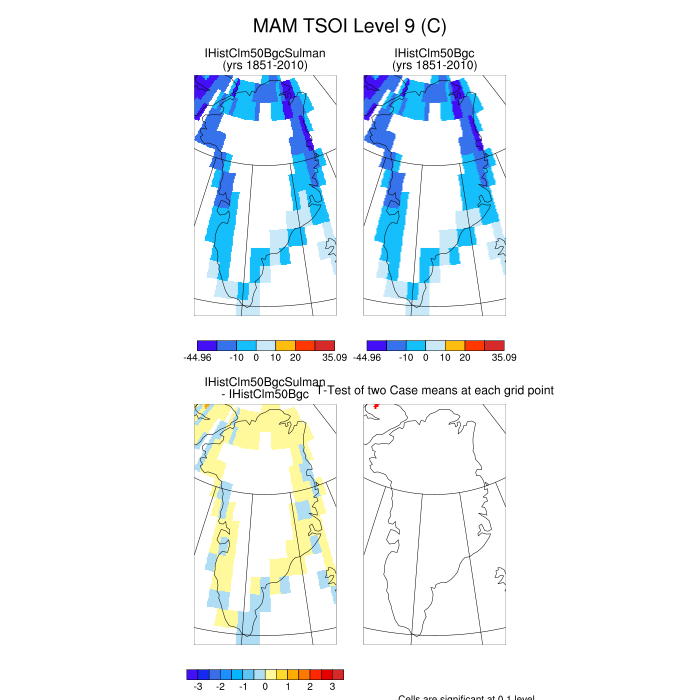 MAM TSOI Level 9 (C)
IHistClm50BgcSulman
(yrs 1851-2010)
IHistClm50Bgc
(yrs 1851-2010)
-44.96 -10 0 10 20 35.09
-44.96 -10 0 10 20 35.09
IHistClm50BgcSulman
- IHistClm50Bgc
T-Test of two Case means at each grid point
-3 -2 -1 0 1 2 3
Cells are significant at 0.1 level